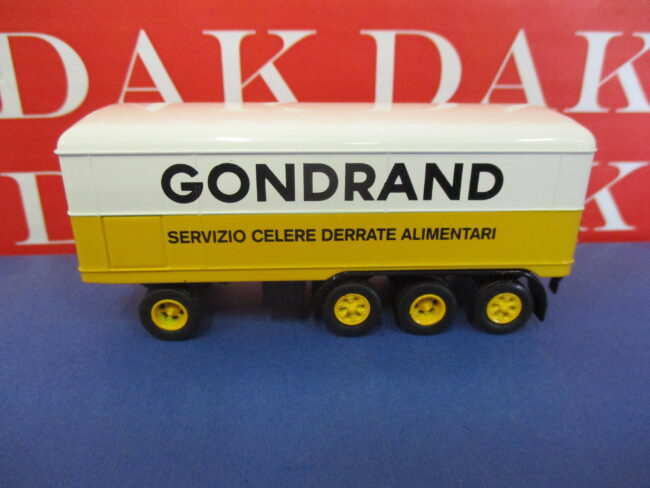 DAK DAK
GONDRAND
SERVIZIO CELERE DERRATE ALIMENTARI